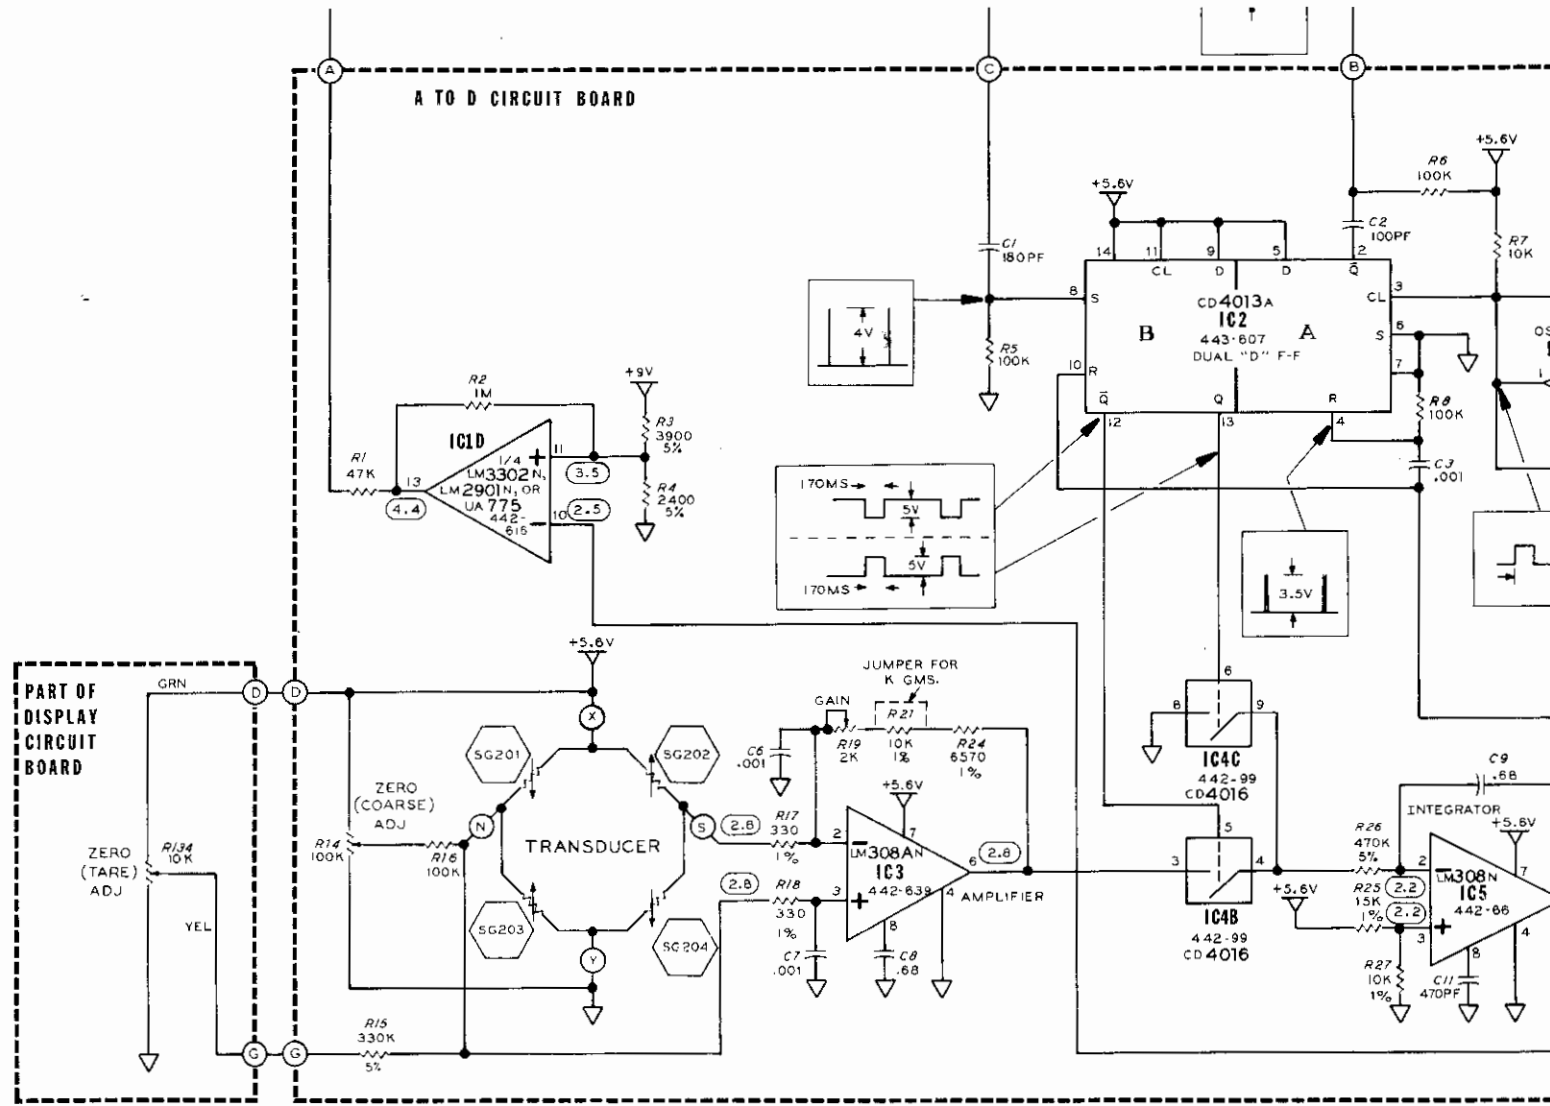 A
C
B
A TO D CIRCUIT BOARD
+5.6V
R6
100K
+5.6V
C2
100PF
R7
10K
C1
180PF
14
11
9
5
2
CL
D
D
Q̄
8
S
CD4013A
IC2
443-607
DUAL "D" F-F
B
A
3
CL
S
6
7
10
R
Q̄
Q
R
12
13
4
4V
R5
100K
R8
100K
C3
.001
OS
1
R2
1M
+9V
R3
3900
5%
IC1D
1/4
LM3302N,
LM2901N, OR
UA775
442-
616
+
11
3.5
10
2.5
R1
47K
13
4.4
R4
2400
5%
170MS
5V
5V
170MS
3.5V
PART OF
DISPLAY
CIRCUIT
BOARD
GRN
D
D
+5.6V
X
SG201
SG202
SG203
SG204
TRANSDUCER
N
S
Y
ZERO
(COARSE)
ADJ
R14
100K
R16
100K
ZERO
(TARE)
ADJ
R134
10K
YEL
G
G
R15
330K
5%
JUMPER FOR
K GMS.
GAIN
C6
.001
R19
2K
R21
10K
1%
R24
6570
1%
+5.6V
2.8
R17
330
1%
2.8
R18
330
1%
2
3
7
6
4
8
LM308AN
IC3
442-639
2.8
AMPLIFIER
C7
.001
C8
.68
6
8
9
IC4C
442-99
CD4016
5
3
4
IC4B
442-99
CD4016
C9
.68
INTEGRATOR
+5.6V
R26
470K
5%
+5.6V
R25
15K
1%
2.2
2.2
2
3
7
4
8
LM308N
IC5
442-66
R27
10K
1%
C11
470PF